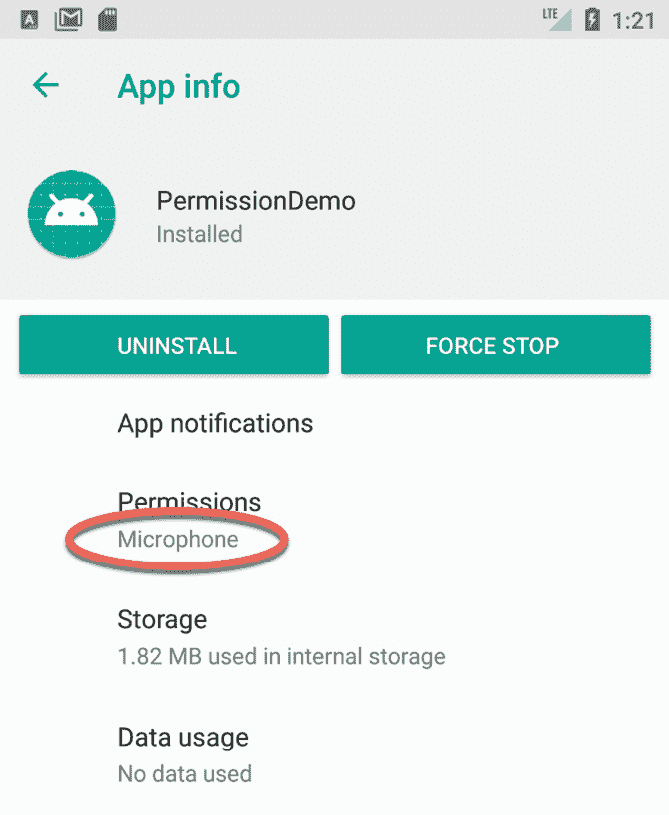 A LTE 1:21
App info
PermissionDemo
Installed
UNINSTALL FORCE STOP
App notifications
Permissions
Microphone
Storage
1.82 MB used in internal storage
Data usage
No data used